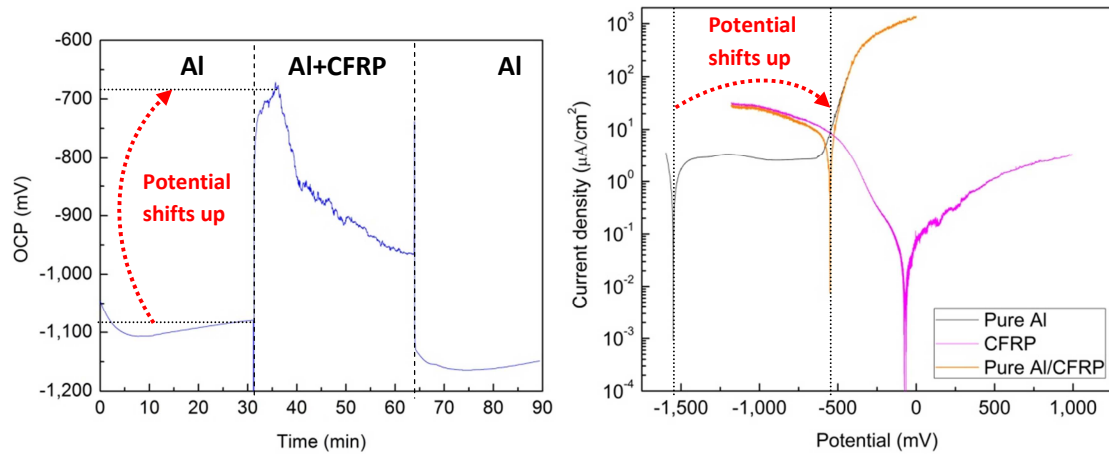 Al
Al+CFRP
Al
Potential
shifts up
OCP (mV)
-600
-700
-800
-900
-1,000
-1,100
-1,200
0 10 20 30 40 50 60 70 80 90
Time (min)
Potential
shifts up
Current density (μA/cm²)
10³
10²
10¹
10⁰
10⁻¹
10⁻²
10⁻³
10⁻⁴
Pure Al
CFRP
Pure Al/CFRP
-1,500 -1,000 -500 0 500 1,000
Potential (mV)